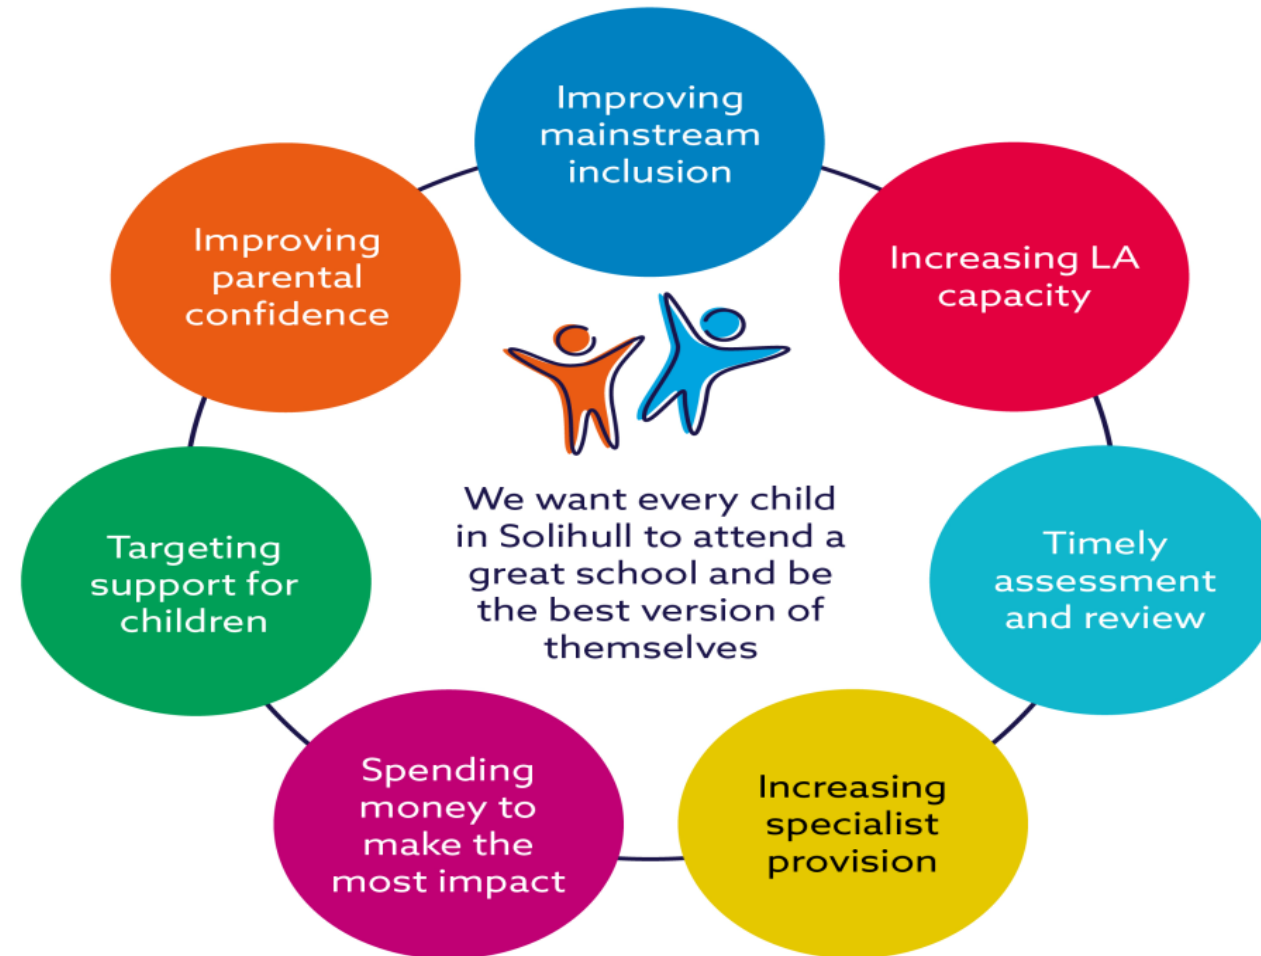 Improving
mainstream
inclusion
Increasing LA
capacity
Timely
assessment
and review
Increasing
specialist
provision
Spending
money to
make the
most impact
Targeting
support for
children
Improving
parental
confidence
We want every child
in Solihull to attend a
great school and be
the best version of
themselves